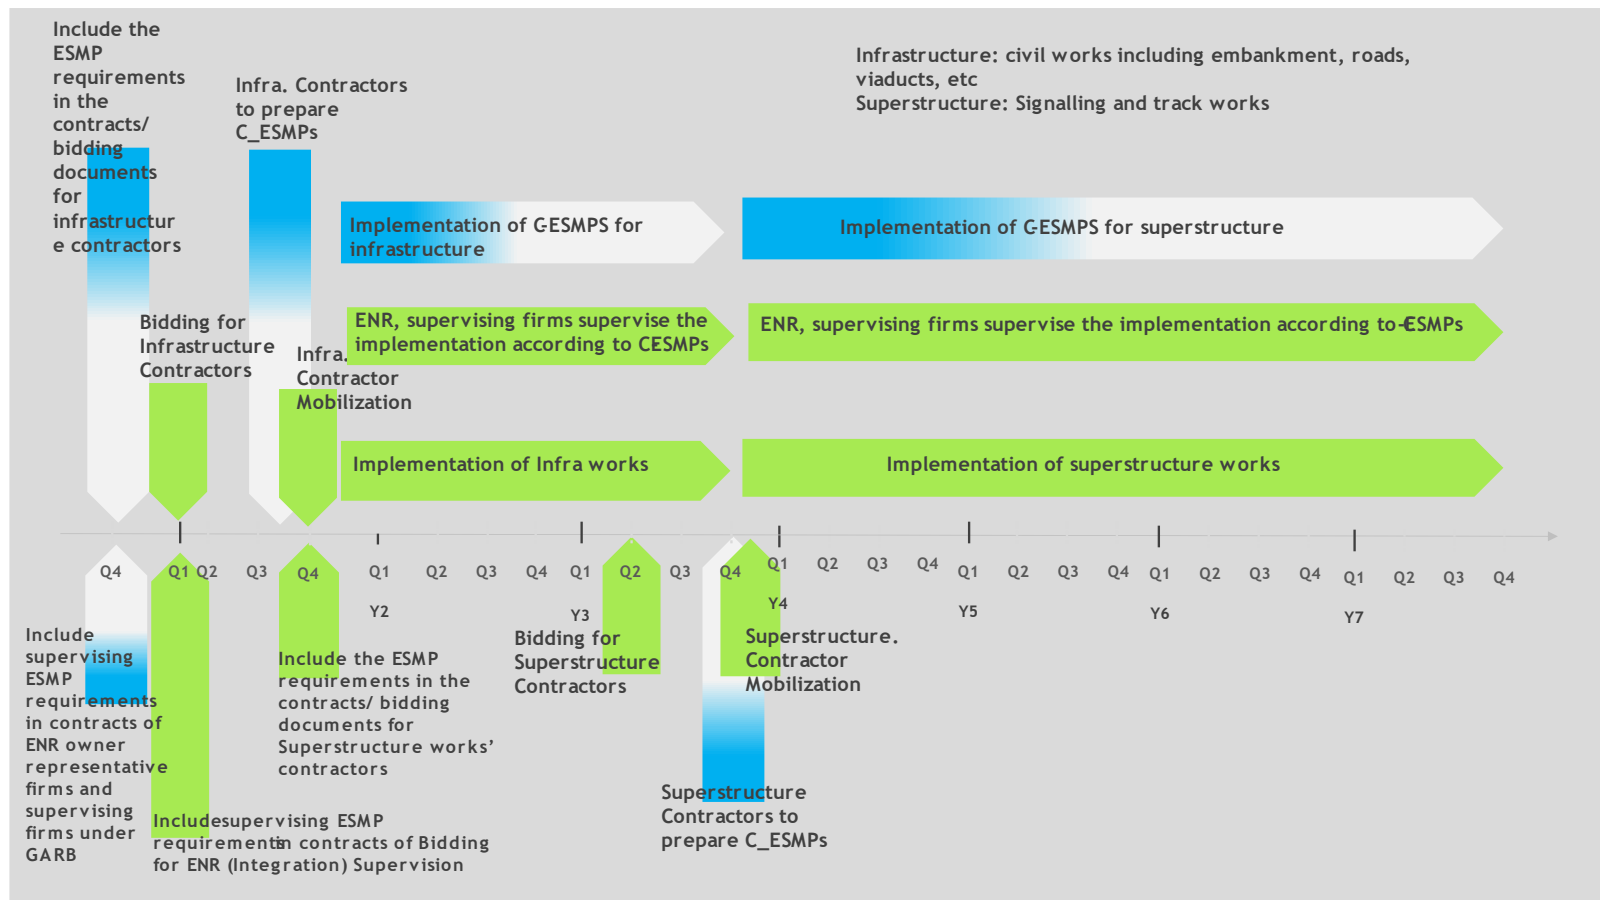 Include the
ESMP
requirements
in the
contracts/
bidding
documents
for
infrastructur
e contractors
Infra. Contractors
to prepare
C_ESMPs
Infrastructure: civil works including embankment, roads,
viaducts, etc
Superstructure: Signalling and track works
Implementation of C-ESMPS for
infrastructure
Implementation of C-ESMPS for superstructure
Bidding for
Infrastructure
Contractors
Infra.
Contractor
Mobilization
ENR, supervising firms supervise the
implementation according to C-ESMPs
ENR, supervising firms supervise the implementation according to C-ESMPs
Implementation of Infra works
Implementation of superstructure works
Q4 Q1 Q2 Q3 Q4 Q1 Q2 Q3 Q4 Q1 Q2 Q3 Q4 Q1 Q2 Q3 Q4 Q1 Q2 Q3 Q4 Q1 Q2 Q3 Q4 Q1 Q2 Q3 Q4
Y2 Y3 Y4 Y5 Y6 Y7
Include
supervising
ESMP
requirements
in contracts of
ENR owner
representative
firms and
supervising
firms under
GARB
Include supervising ESMP
requirements in contracts of Bidding
for ENR (Integration) Supervision
Include the ESMP
requirements in the
contracts/ bidding
documents for
Superstructure works’
contractors
Bidding for
Superstructure
Contractors
Superstructure.
Contractor
Mobilization
Superstructure
Contractors to
prepare C_ESMPs